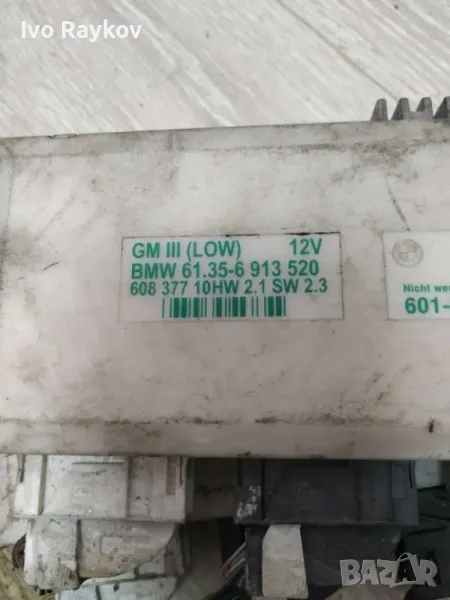 Ivo Raykov
GM III (LOW) 12V
BMW 61.35-6 913 520
608 377 10HW 2.1 SW 2.3
Nicht
601-
BAZAR